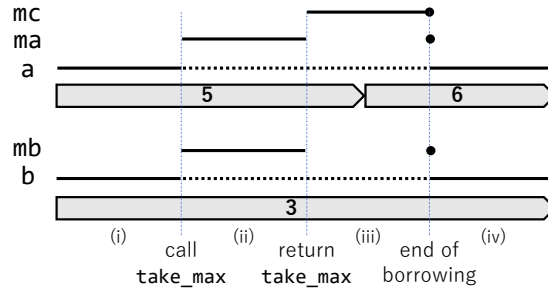 mc
ma
a
5 6
mb
b
3
(i) (ii) (iii) (iv)
call return end of
take_max take_max borrowing